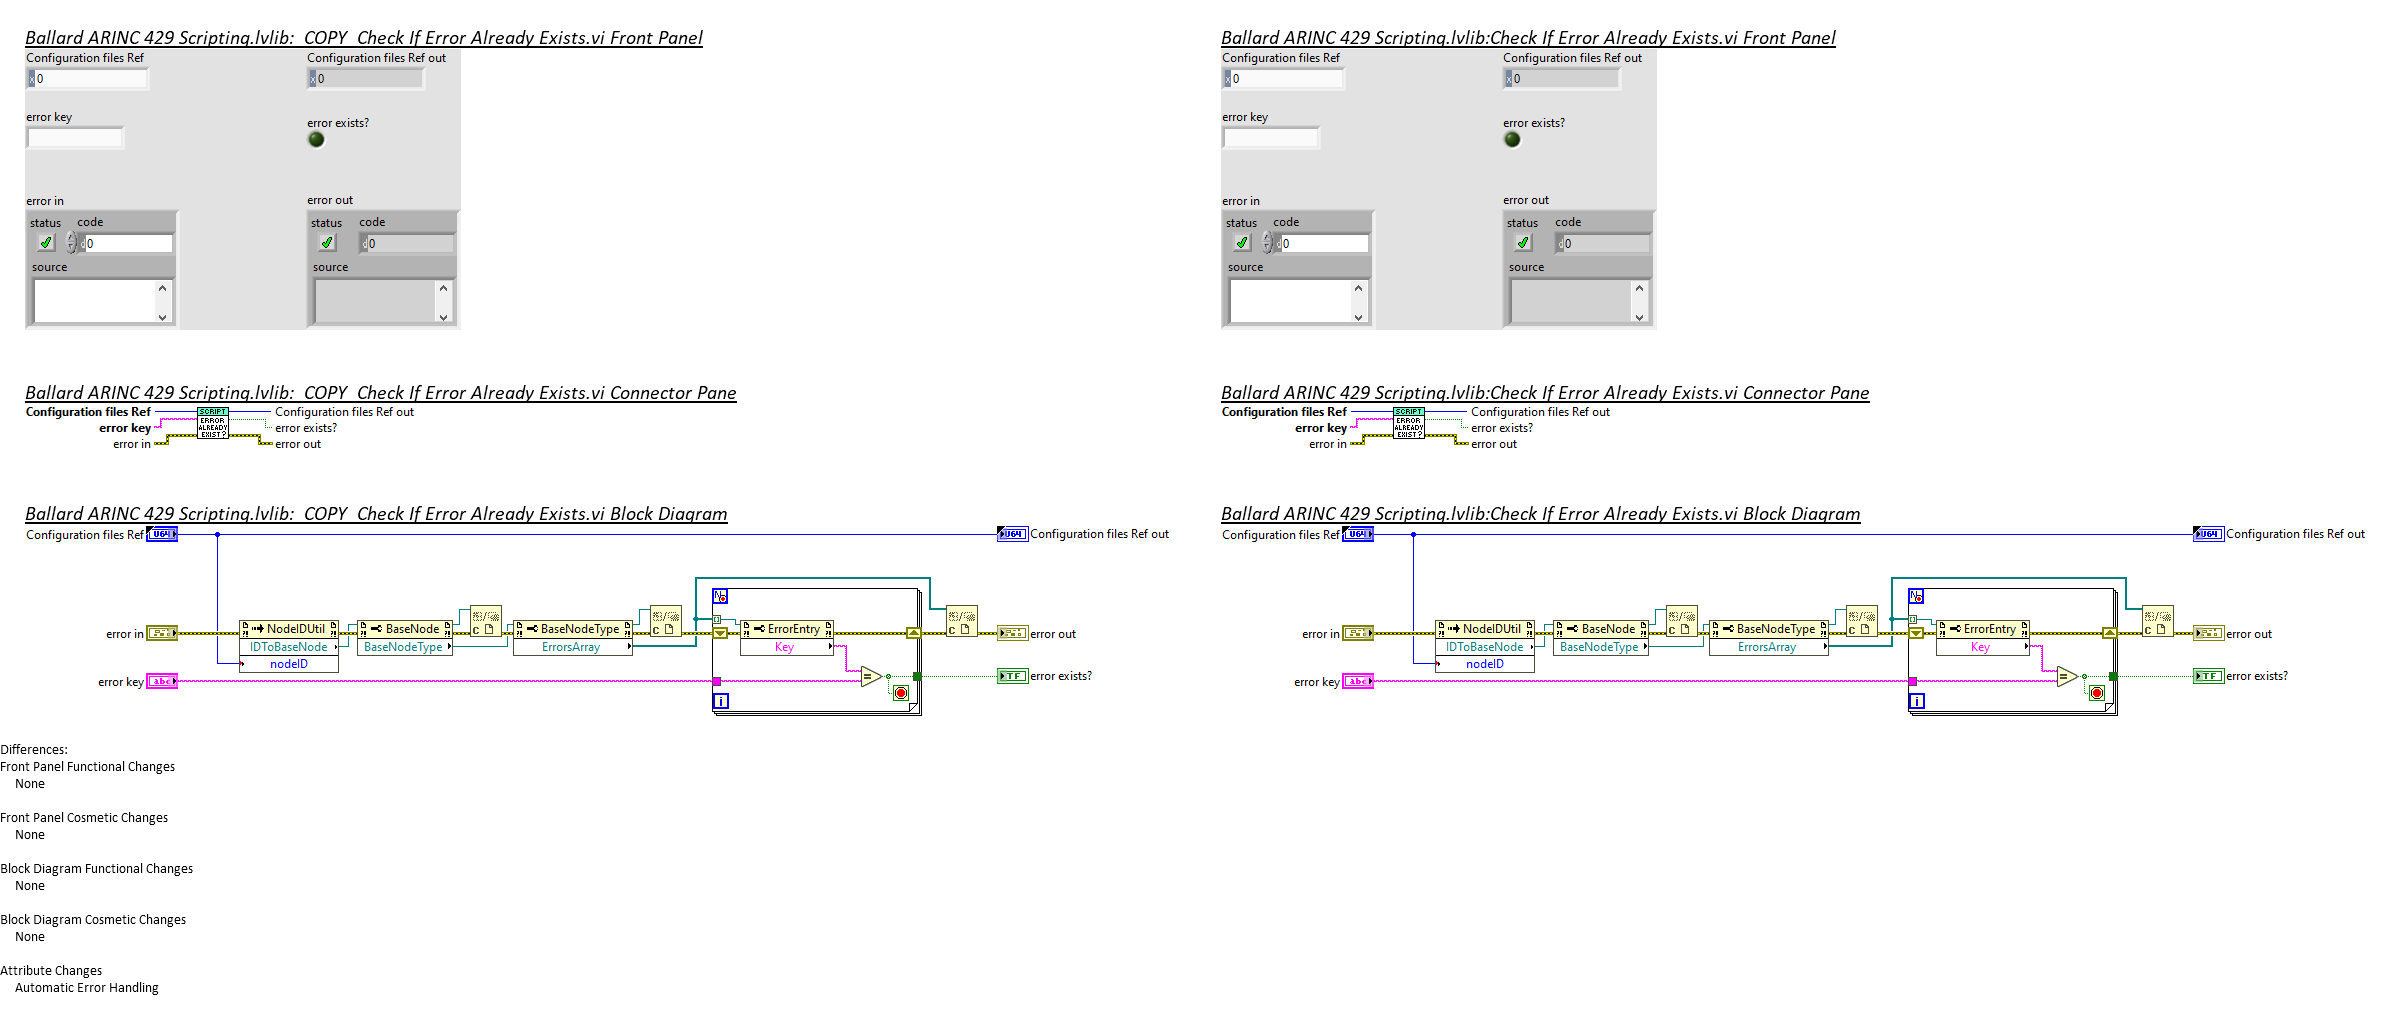 Ballard ARINC 429 Scripting.lvlib:  COPY  Check If Error Already Exists.vi Front Panel
Configuration files Ref
Configuration files Ref out
x 0
x 0
error key
error exists?
error in
error out
status code
status code
d 0
d 0
source
source
Ballard ARINC 429 Scripting.lvlib:  COPY  Check If Error Already Exists.vi Connector Pane
Configuration files Ref
SCRIPT
ERROR
ALREADY
EXIST?
Configuration files Ref out
error key
error exists?
error in
error out
Ballard ARINC 429 Scripting.lvlib:  COPY  Check If Error Already Exists.vi Block Diagram
Configuration files Ref
U64
U64
Configuration files Ref out
N
error in
NodeIDUtil
IDToBaseNode
nodeID
BaseNode
BaseNodeType
C
BaseNodeType
ErrorsArray
C
ErrorEntry
Key
C
error out
error key
abc
=
TF
error exists?
i
Ballard ARINC 429 Scripting.lvlib:Check If Error Already Exists.vi Front Panel
Configuration files Ref
Configuration files Ref out
x 0
x 0
error key
error exists?
error in
error out
status code
status code
d 0
d 0
source
source
Ballard ARINC 429 Scripting.lvlib:Check If Error Already Exists.vi Connector Pane
Configuration files Ref
SCRIPT
ERROR
ALREADY
EXIST?
Configuration files Ref out
error key
error exists?
error in
error out
Ballard ARINC 429 Scripting.lvlib:Check If Error Already Exists.vi Block Diagram
Configuration files Ref
U64
U64
Configuration files Ref out
N
error in
NodeIDUtil
IDToBaseNode
nodeID
BaseNode
BaseNodeType
C
BaseNodeType
ErrorsArray
C
ErrorEntry
Key
C
error out
error key
abc
=
TF
error exists?
i
Differences:
Front Panel Functional Changes
None
Front Panel Cosmetic Changes
None
Block Diagram Functional Changes
None
Block Diagram Cosmetic Changes
None
Attribute Changes
Automatic Error Handling